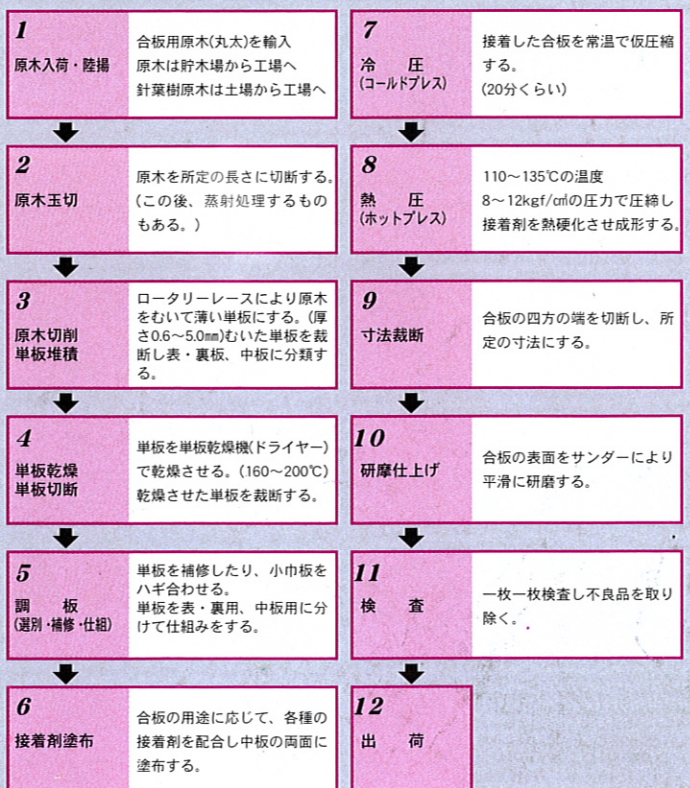 1
原木入荷・陸揚
合板用原木(丸太)を輸入
原木は貯木場から工場へ
針葉樹原木は土場から工場へ
2
原木玉切
原木を所定の長さに切断する。
(この後、蒸射処理するもの
もある。)
3
原木切削
単板堆積
ロータリーレースにより原木
をむいて薄い単板にする。(厚
さ0.6〜5.0㎜)むいた単板を裁
断し表・裏板、中板に分類す
る。
4
単板乾燥
単板切断
単板を単板乾燥機(ドライヤー)
で乾燥させる。(160〜200℃)
乾燥させた単板を裁断する。
5
調 板
(選別・補修・仕組)
単板を補修したり、小巾板を
ハギ合わせる。
単板を表・裏用、中板用に分
けて仕組みをする。
6
接着剤塗布
合板の用途に応じて、各種の
接着剤を配合し中板の両面に
塗布する。
7
冷 圧
(コールドプレス)
接着した合板を常温で仮圧縮
する。
(20分くらい)
8
熱 圧
(ホットプレス)
110〜135℃の温度
8〜12kgf/㎠の圧力で圧締し
接着剤を熱硬化させ成形する。
9
寸法裁断
合板の四方の端を切断し、所
定の寸法にする。
10
研摩仕上げ
合板の表面をサンダーにより
平滑に研磨する。
11
検 査
一枚一枚検査し不良品を取り
除く。
12
出 荷